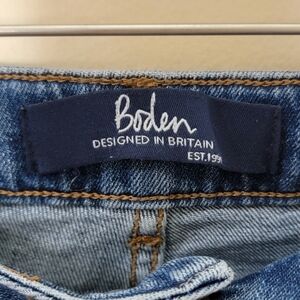 Boden
DESIGNED IN BRITAIN
EST.1991